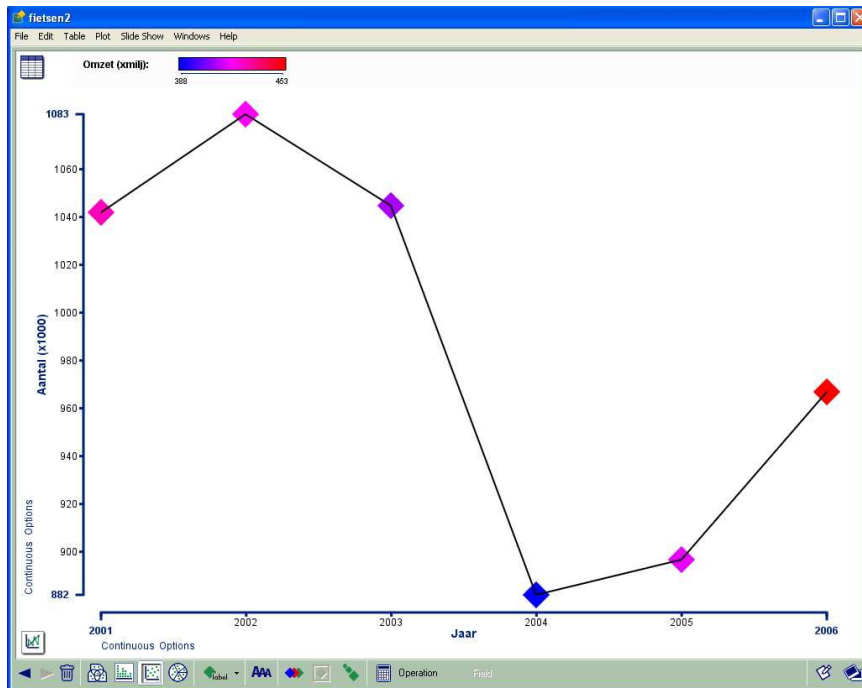 fietsen2
File Edit Table Plot Slide Show Windows Help
Omzet (xmilj):
388 453
1083
1060
1040
1020
1000
980
960
940
920
900
882
Aantal (x1000)
Continuous Options
2001 2002 2003 2004 2005 2006
Jaar
Continuous Options
label AAA Operation Field